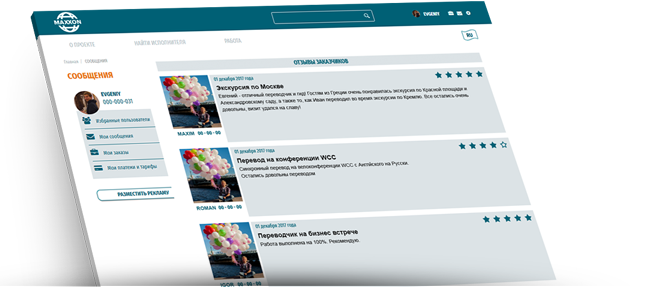 MAXXON
EVGENIY
О ПРОЕКТЕ
НАЙТИ ИСПОЛНИТЕЛЯ
РАБОТА
RU
Главная / СООБЩЕНИЯ
СООБЩЕНИЯ
EVGENIY
000-000-031
Избранные пользователи
Мои сообщения
Мои заказы
Мои платежи и тарифы
РАЗМЕСТИТЬ РЕКЛАМУ
ОТЗЫВЫ ЗАКАЗЧИКОВ
01 декабря 2017 года
Экскурсия по Москве
Евгений - отличный переводчик и гид! Гостям из Греции очень понравилась экскурсия по Красной площади и
Александровскому саду, а также то, как Иван переводил во время экскурсии по Кремлю. Все остались очень
довольны, визит удался на славу!
MAXIM 00 - 00 - 00
01 декабря 2017 года
Перевод на конференции WCC
Синхронный перевод на велоконференции WCC с Английского на Русски.
Остались довольны переводом
ROMAN 00 - 00 - 00
01 декабря 2017 года
Переводчик на бизнес встрече
Работа выполнена на 100%. Рекомендую.
IGOR 00 - 00 - 00